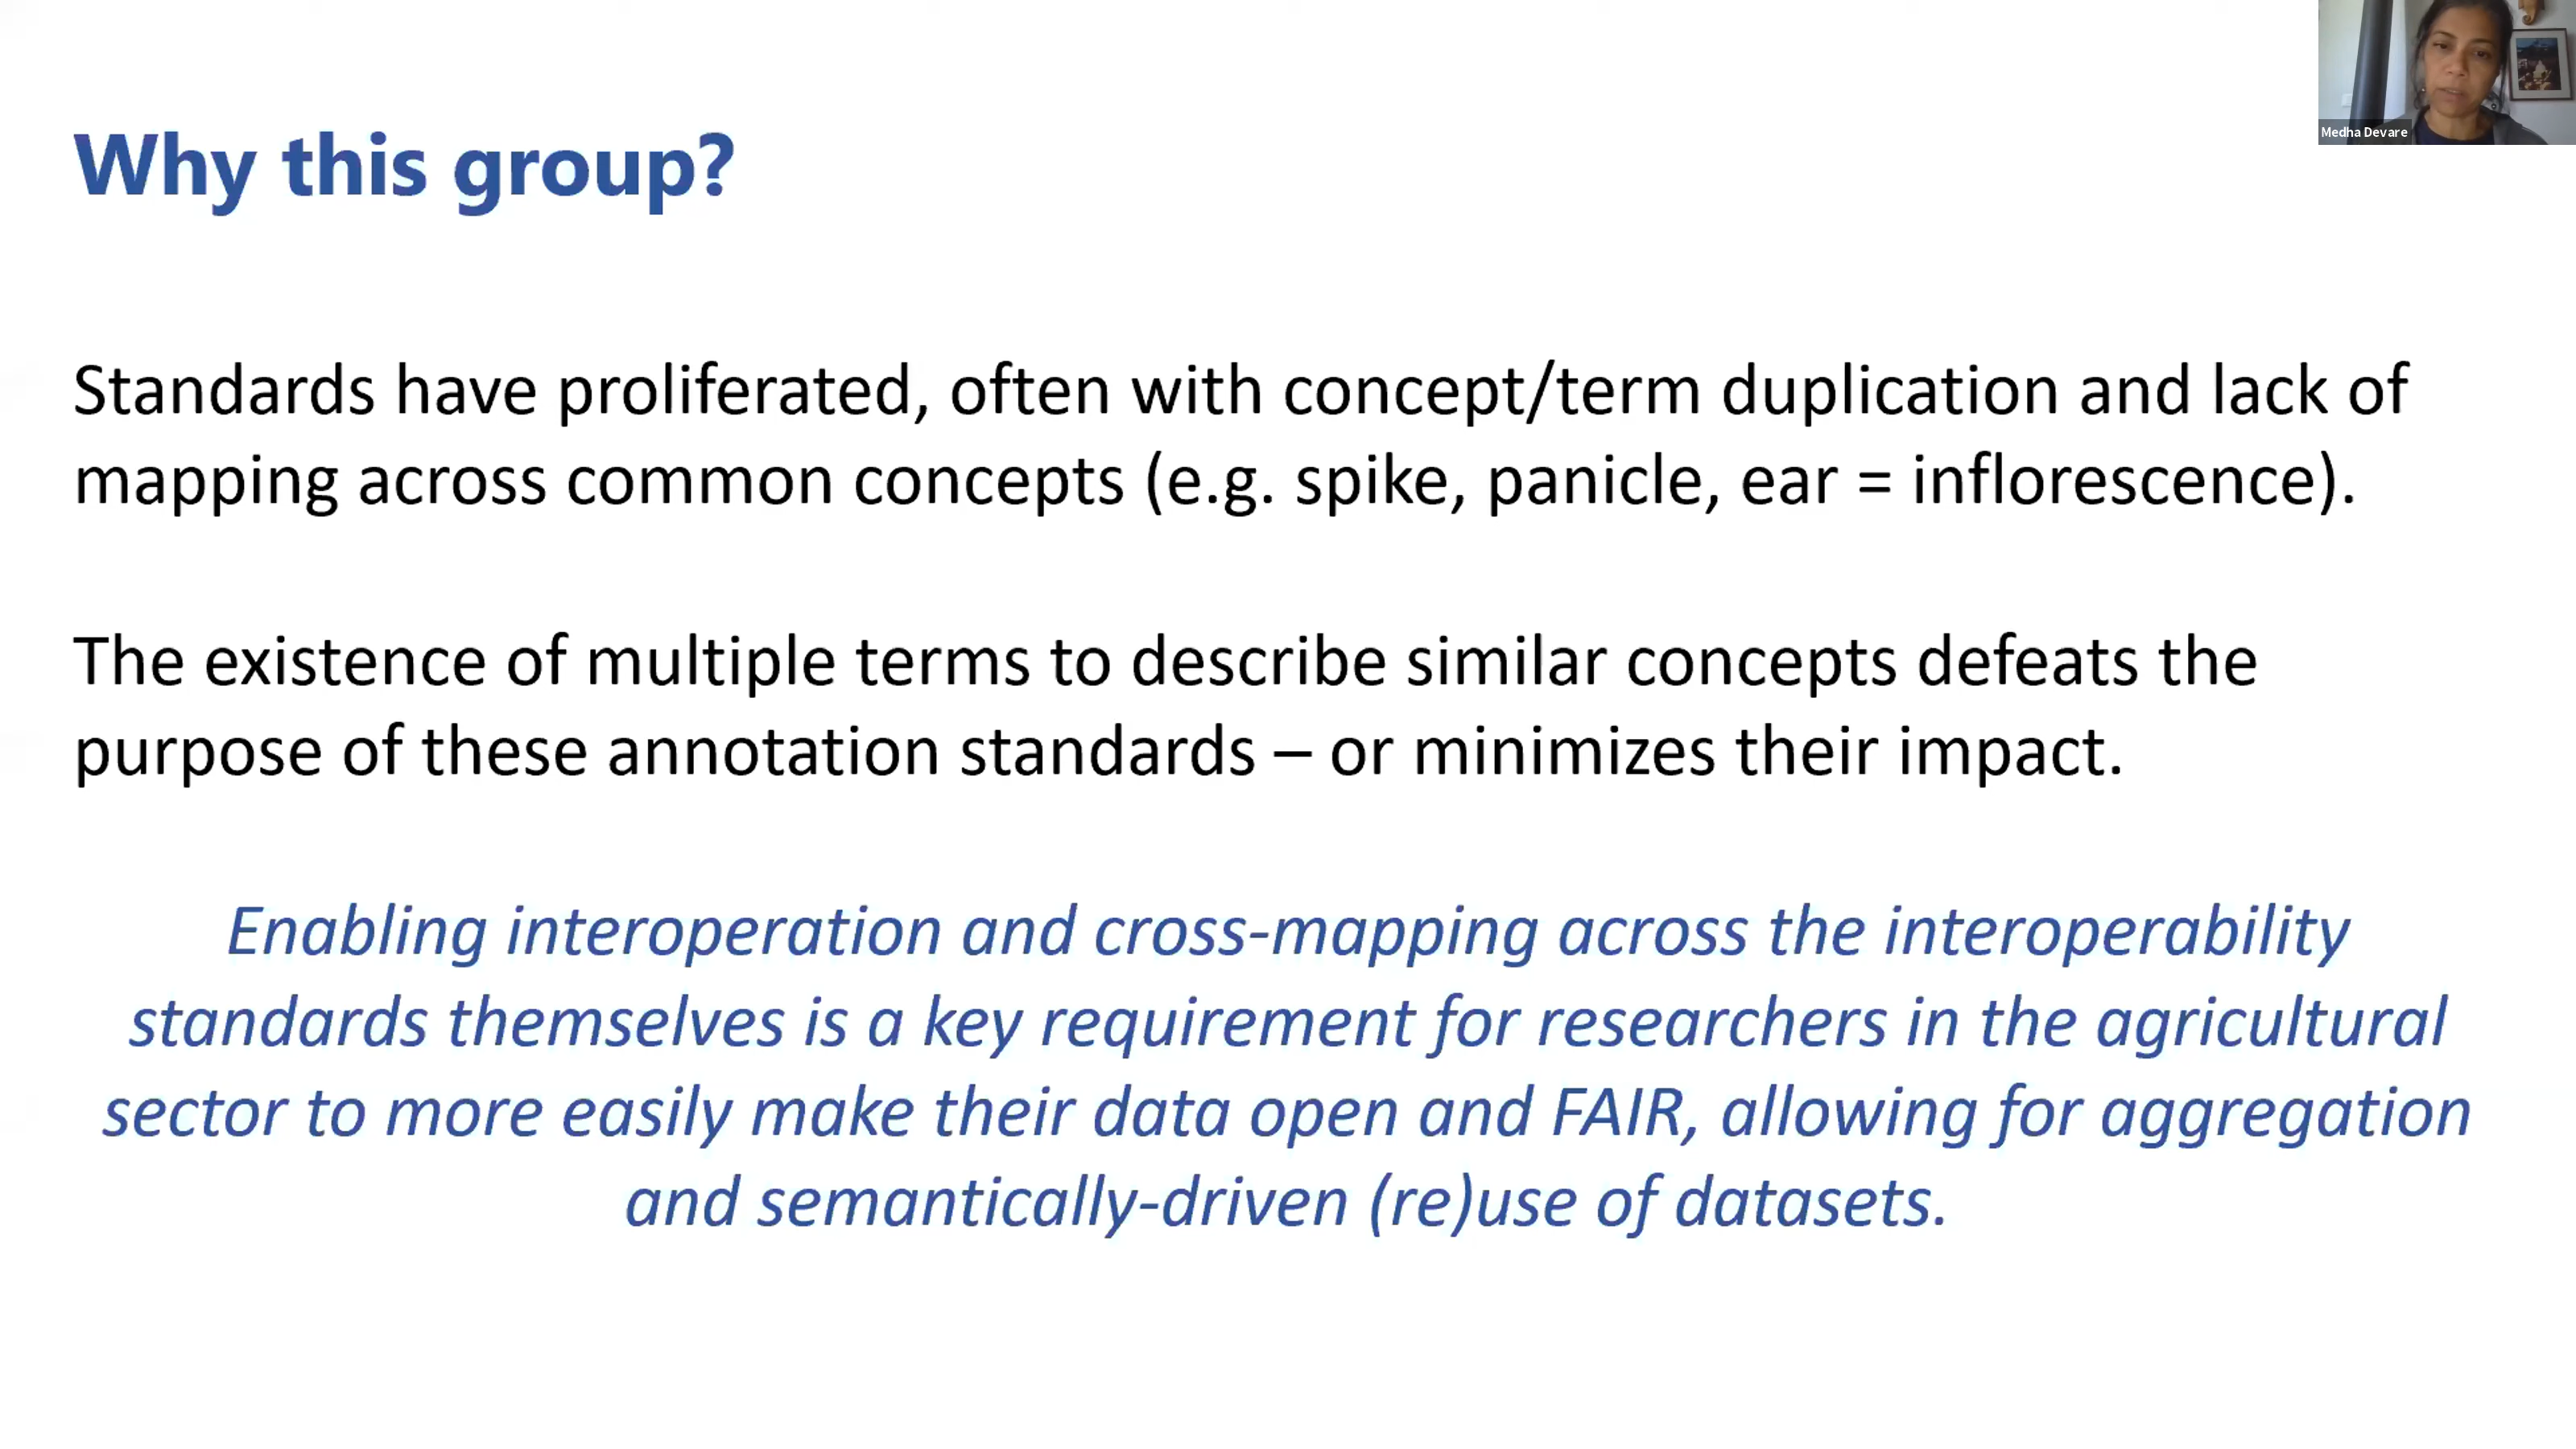 Medha Devare
Why this group?
Standards have proliferated, often with concept/term duplication and lack of
mapping across common concepts (e.g. spike, panicle, ear = inflorescence).
The existence of multiple terms to describe similar concepts defeats the
purpose of these annotation standards – or minimizes their impact.
Enabling interoperation and cross-mapping across the interoperability
standards themselves is a key requirement for researchers in the agricultural
sector to more easily make their data open and FAIR, allowing for aggregation
and semantically-driven (re)use of datasets.